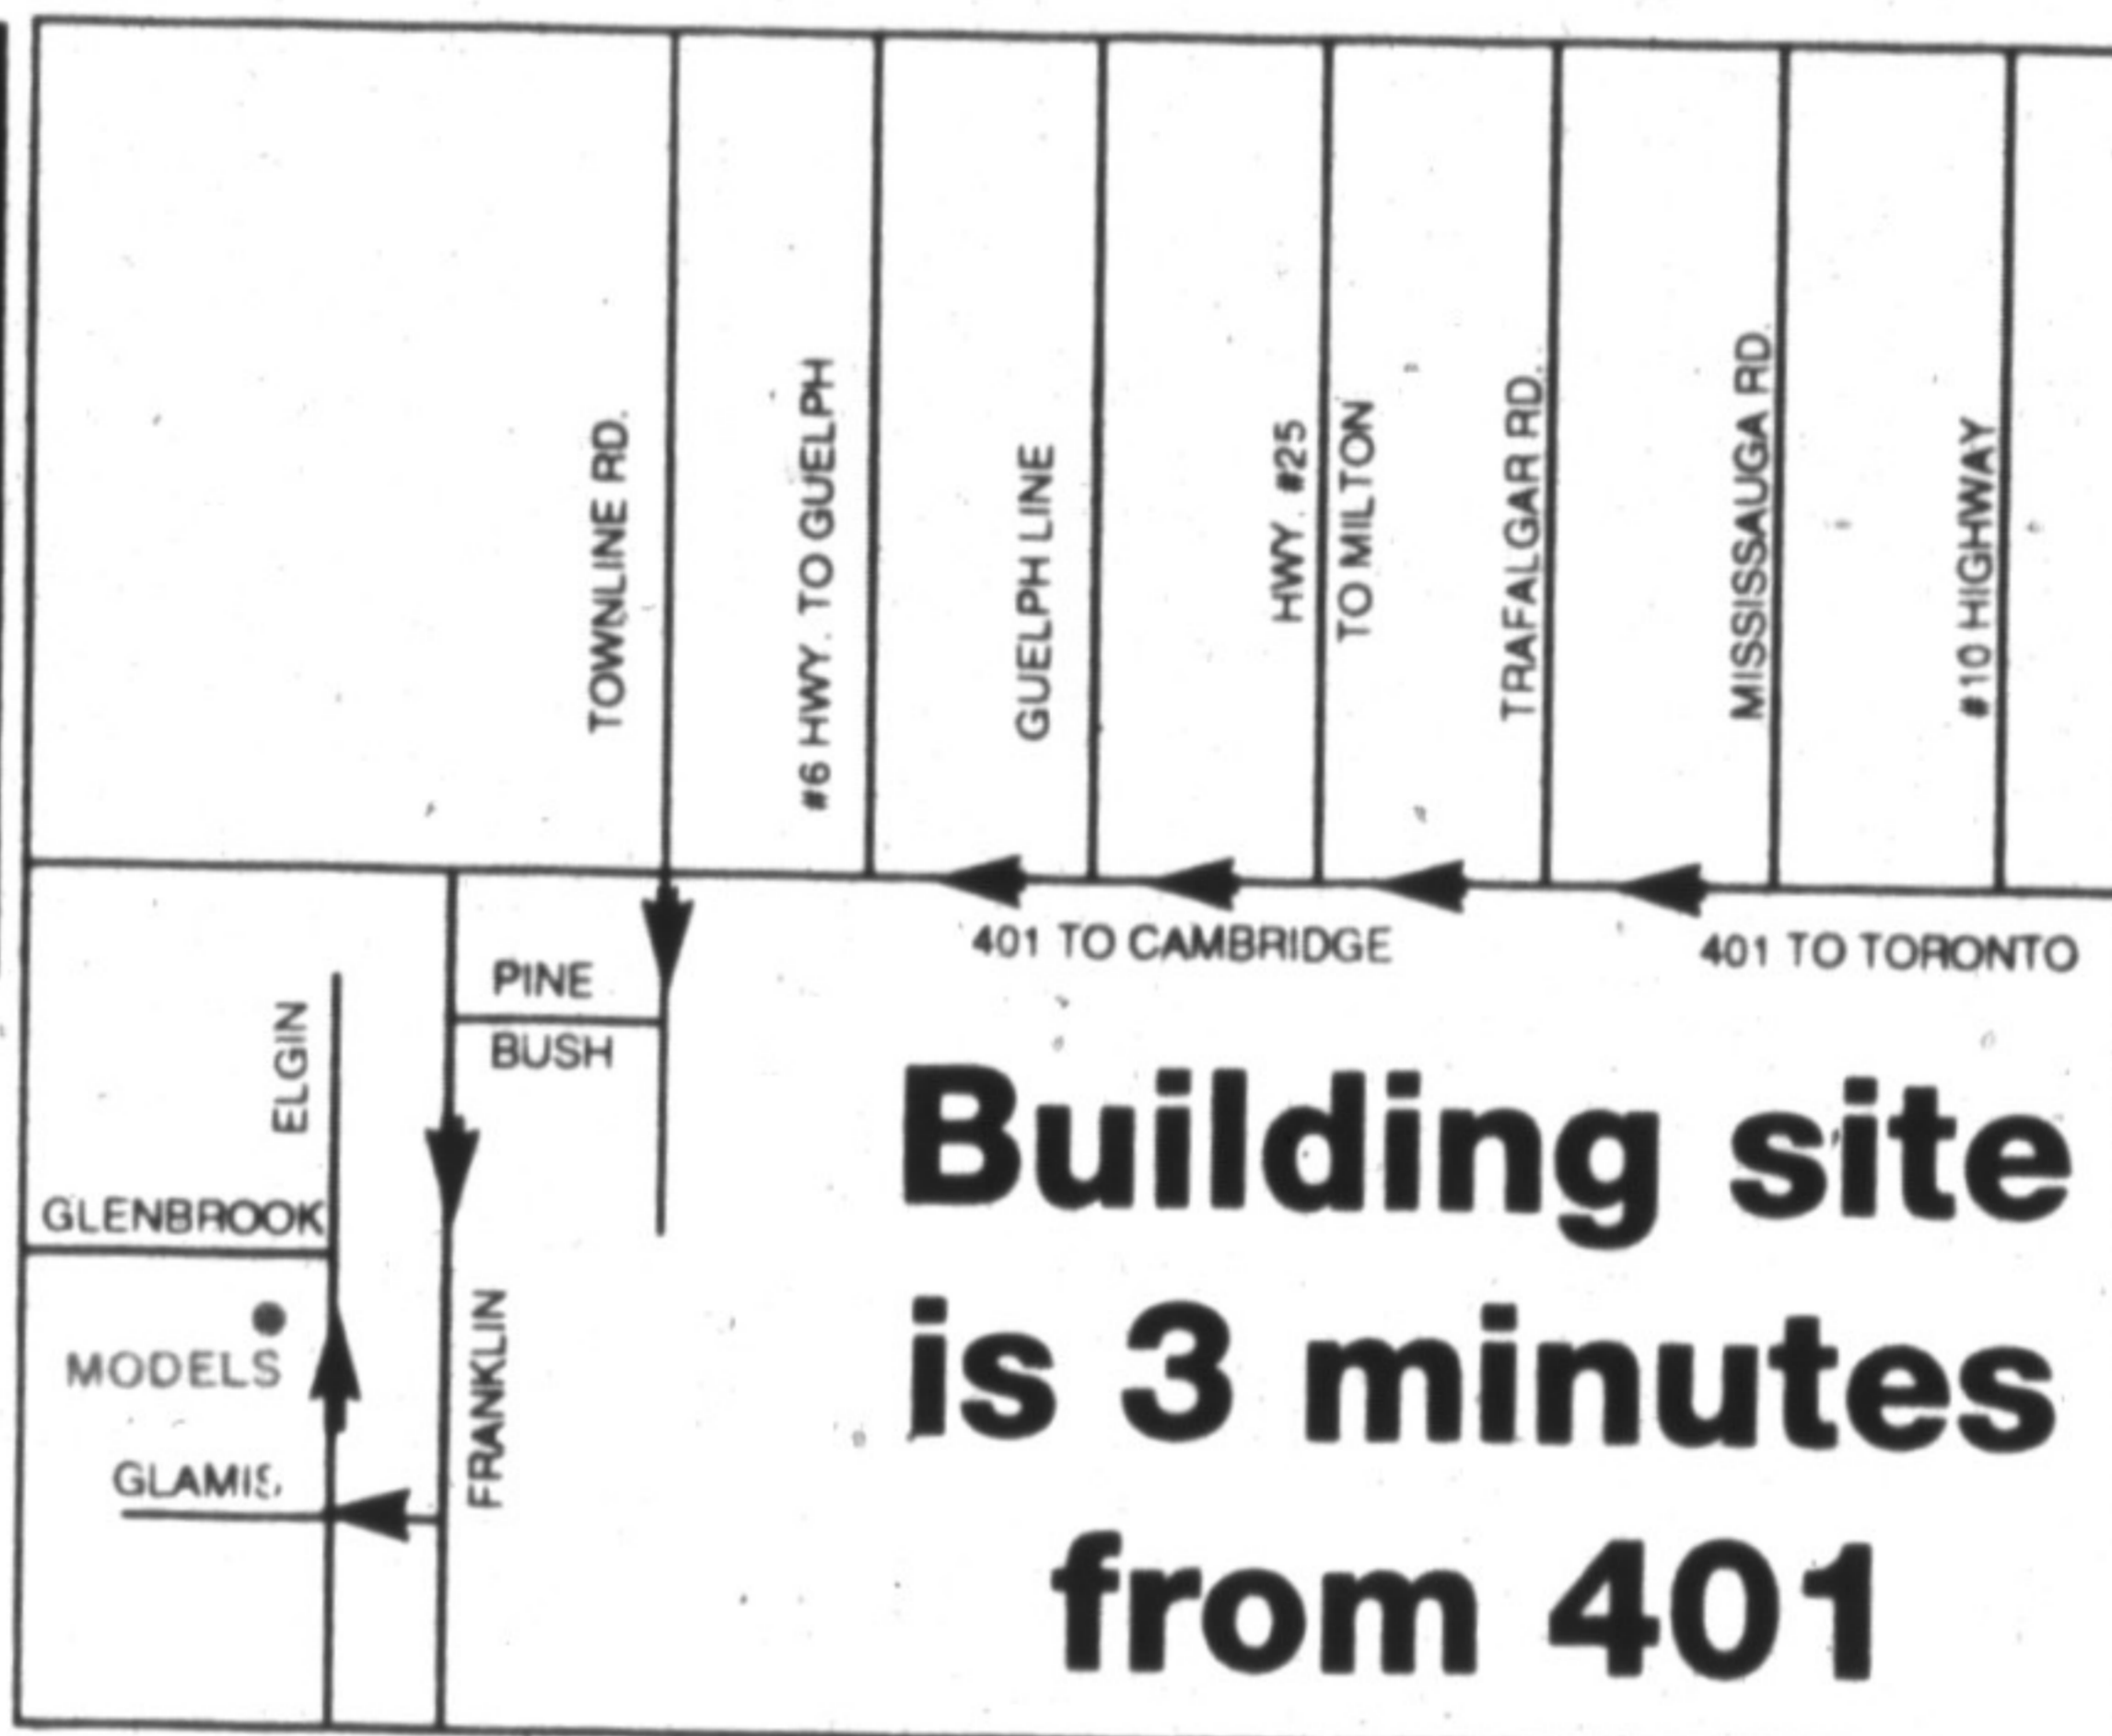 TOWNLINE RD.
#6 HWY. TO GUELPH
GUELPH LINE
HWY. #25
TO MILTON
TRAFALGAR RD.
MISSISSAUGA RD.
#10 HIGHWAY
401 TO CAMBRIDGE
401 TO TORONTO
PINE
BUSH
ELGIN
GLENBROOK
MODELS
FRANKLIN
GLAMIS
Building site
is 3 minutes
from 401